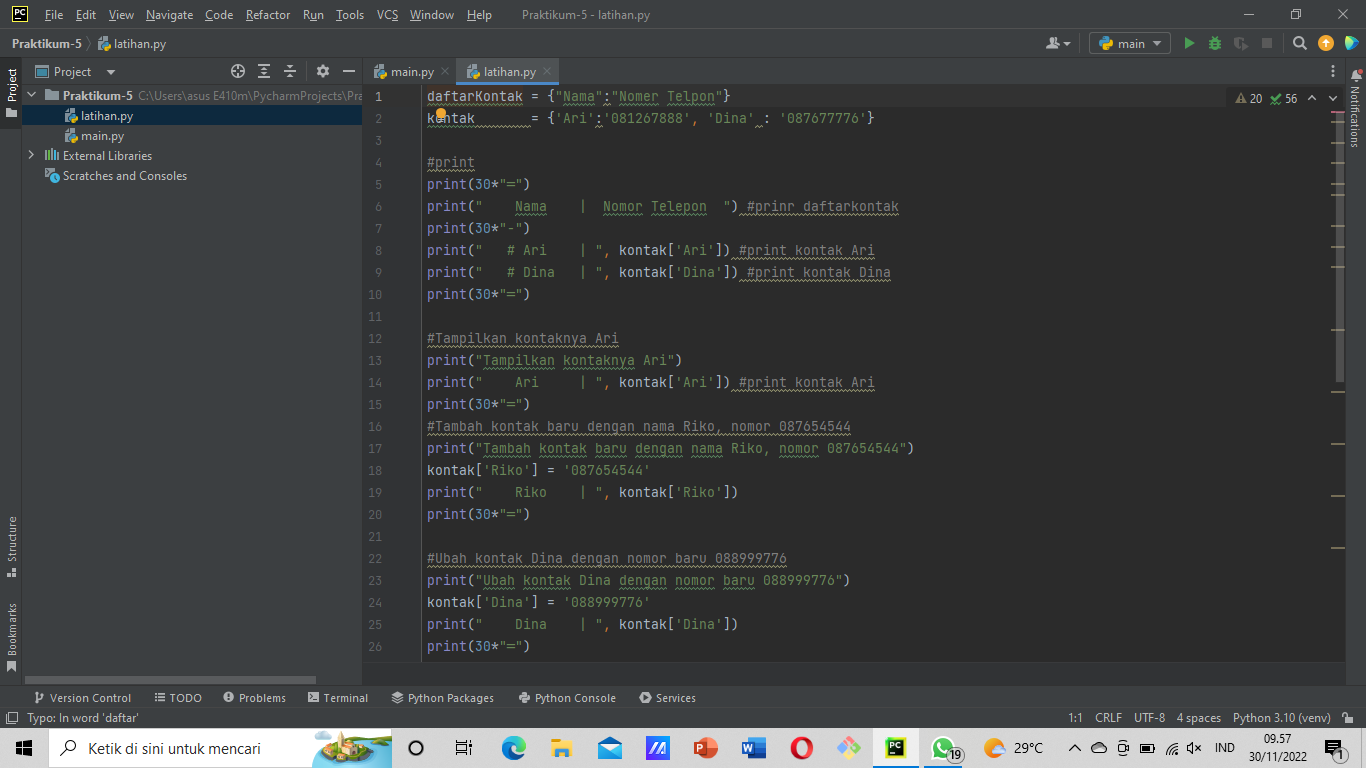 PC File Edit View Navigate Code Refactor Run Tools VCS Window Help Praktikum-5 - latihan.py
Praktikum-5 latihan.py main
Project
Project main.py latihan.py
Notifications
Praktikum-5 C:\Users\asus E410m\PycharmProjects\Pra
latihan.py
main.py
External Libraries
Scratches and Consoles
20 56
1 daftarKontak = {"Nama":"Nomer Telpon"}
2 kontak       = {'Ari':'081267888', 'Dina' : '087677776'}
3
4 #print
5 print(30*"=")
6 print("    Nama    |  Nomor Telepon  ") #prinr daftarkontak
7 print(30*"-")
8 print("   # Ari    | ", kontak['Ari']) #print kontak Ari
9 print("   # Dina   | ", kontak['Dina']) #print kontak Dina
10 print(30*"=")
11
12 #Tampilkan kontaknya Ari
13 print("Tampilkan kontaknya Ari")
14 print("    Ari     | ", kontak['Ari']) #print kontak Ari
15 print(30*"=")
16 #Tambah kontak baru dengan nama Riko, nomor 087654544
17 print("Tambah kontak baru dengan nama Riko, nomor 087654544")
18 kontak['Riko'] = '087654544'
19 print("    Riko    | ", kontak['Riko'])
20 print(30*"=")
21
22 #Ubah kontak Dina dengan nomor baru 088999776
23 print("Ubah kontak Dina dengan nomor baru 088999776")
24 kontak['Dina'] = '088999776'
25 print("    Dina    | ", kontak['Dina'])
26 print(30*"=")
Structure
Bookmarks
Version Control TODO Problems Terminal Python Packages Python Console Services
Typo: In word 'daftar' 1:1 CRLF UTF-8 4 spaces Python 3.10 (venv)
Ketik di sini untuk mencari PC 19 29°C IND 09.57
30/11/2022 1